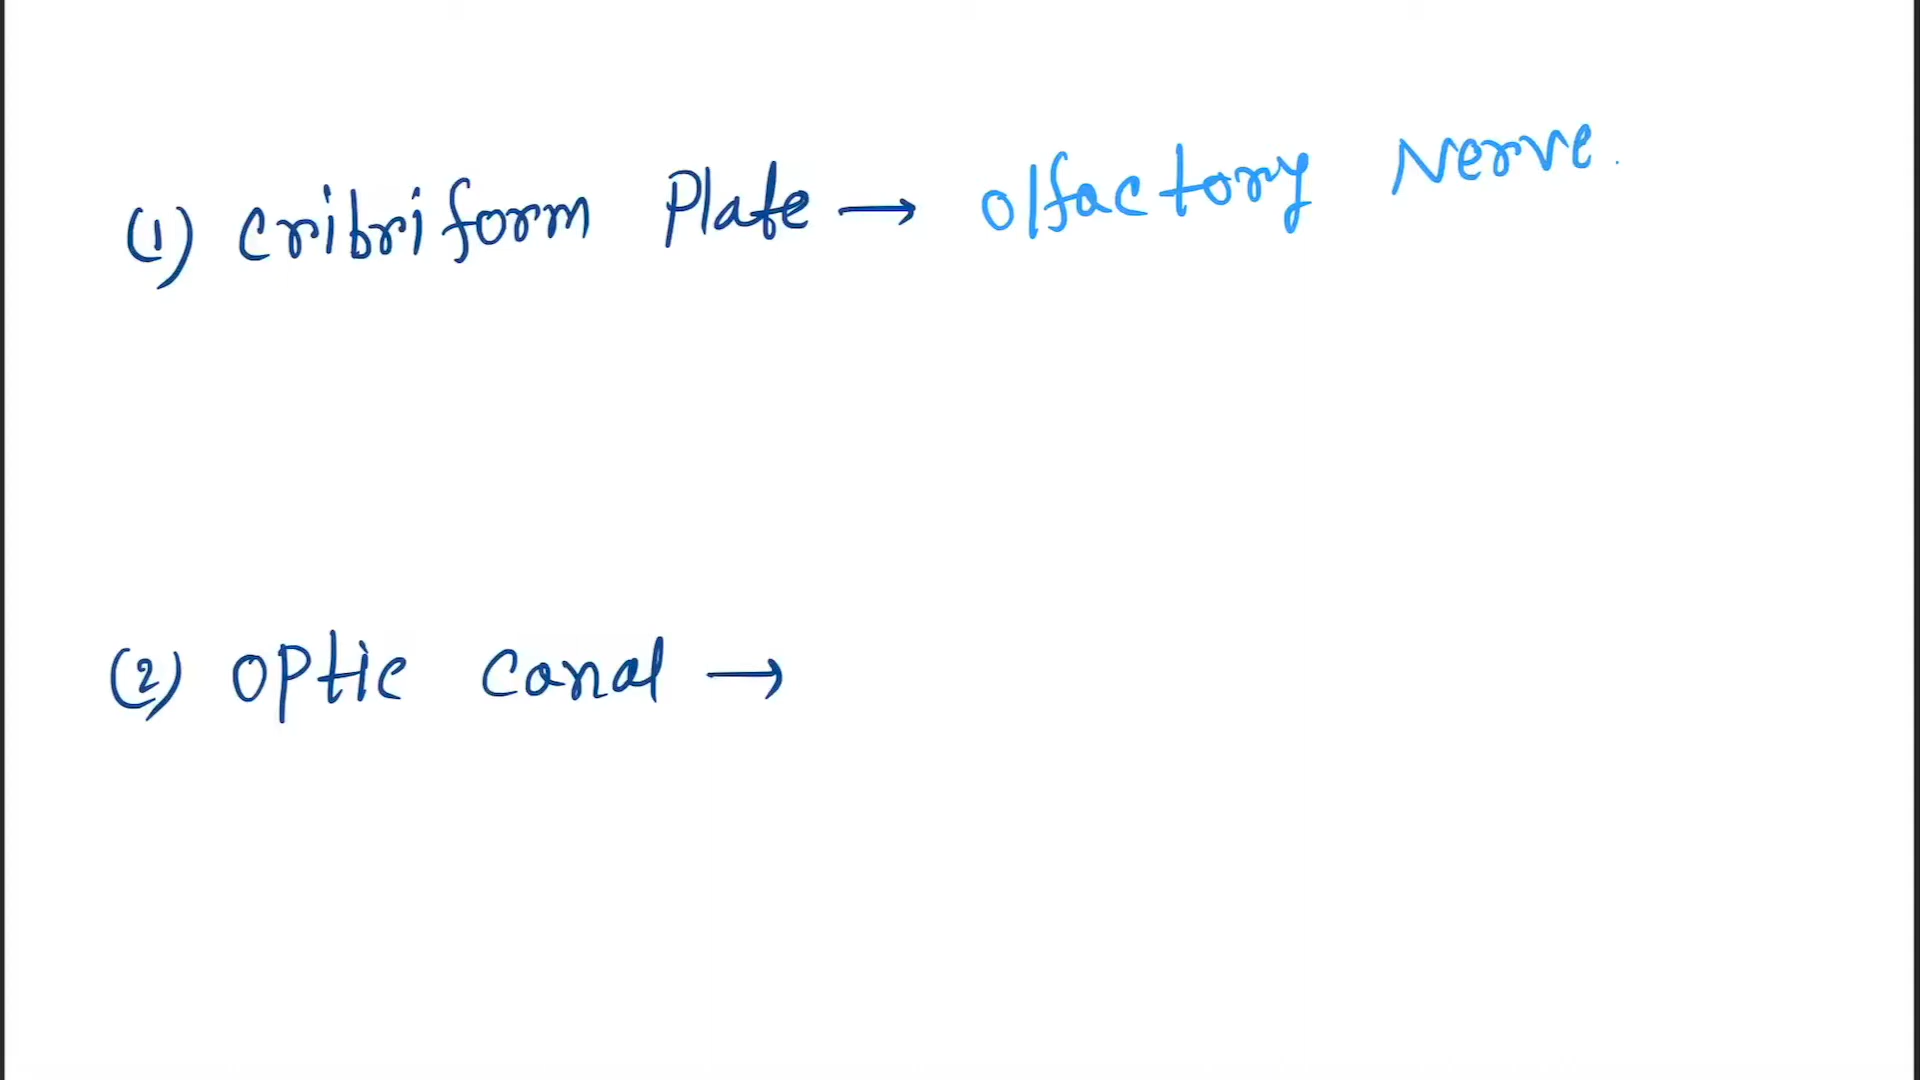 (1) Cribriform Plate → Olfactory Nerve.
(2) Optic Canal →